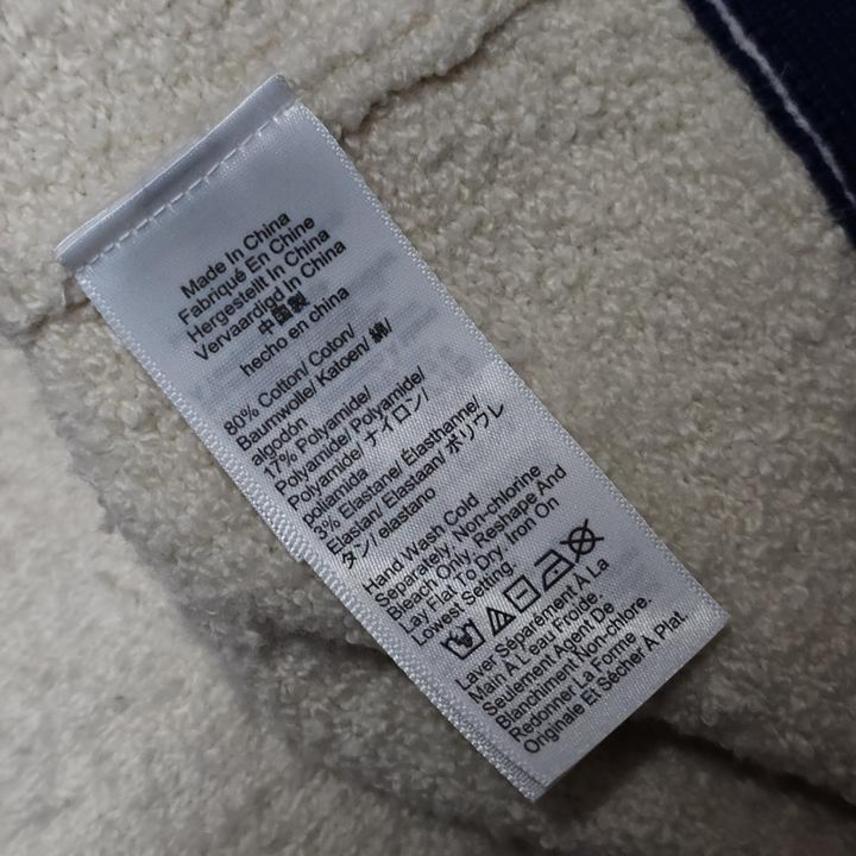 Made In China
Fabriqué En Chine
Hergestellt In China
Vervaardigd In China
中国製
hecho en china
80% Cotton/ Coton/
Baumwolle/ Katoen/ 綿/
algodón
17% Polyamide/
Polyamide/ Polyamide/
Polyamide/ ナイロン/
poliamida
3% Elastane/ Élasthanne/
Elastan/ Elastaan/ ポリウレ
タン/ elastano
Hand Wash Cold
Separately, Non-chlorine
Bleach Only, Reshape And
Lay Flat To Dry, Iron On
Lowest Setting.
Laver Séparément À La
Main À L'eau Froide.
Seulement Agent De
Blanchiment Non-chlore.
Redonner La Forme
Originale Et Sécher À Plat.